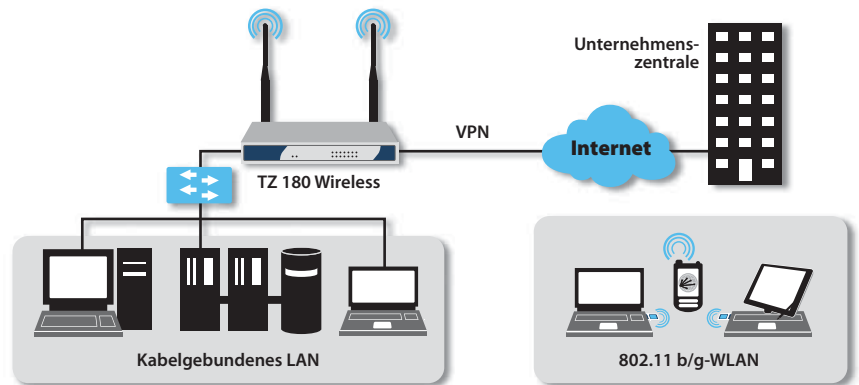 Unternehmens-
zentrale
VPN
Internet
TZ 180 Wireless
Kabelgebundenes LAN
802.11 b/g-WLAN